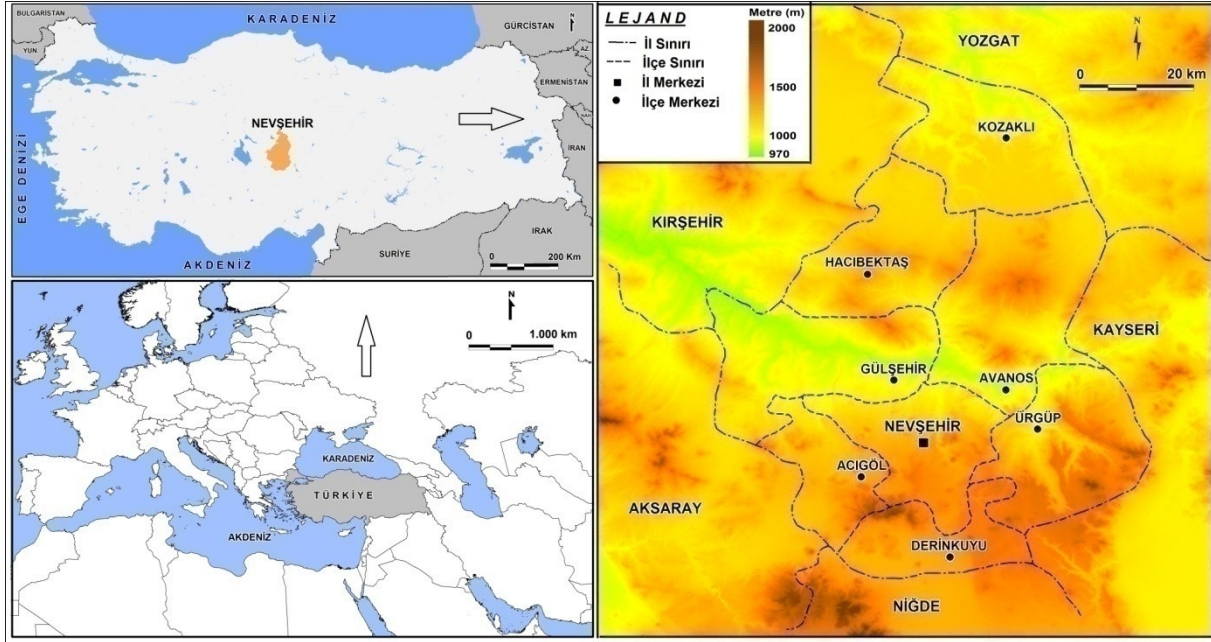 BULGARİSTAN
KARADENİZ
N
GÜRCİSTAN
YUN.
AZ.
ERMENİSTAN
NEVŞEHİR
İRAN
EGE DENİZİ
IRAK
SURİYE
AKDENİZ
0 200 Km
N
0 1.000 km
KARADENİZ
TÜRKİYE
AKDENİZ
LEJAND
İl Sınırı
İlçe Sınırı
İl Merkezi
İlçe Merkezi
Metre (m)
2000
1500
1000
970
YOZGAT
N
0 20 km
KOZAKLI
KIRŞEHİR
HACIBEKTAŞ
KAYSERİ
GÜLŞEHİR
AVANOS
ÜRGÜP
NEVŞEHİR
ACIGÖL
AKSARAY
DERİNKUYU
NİĞDE